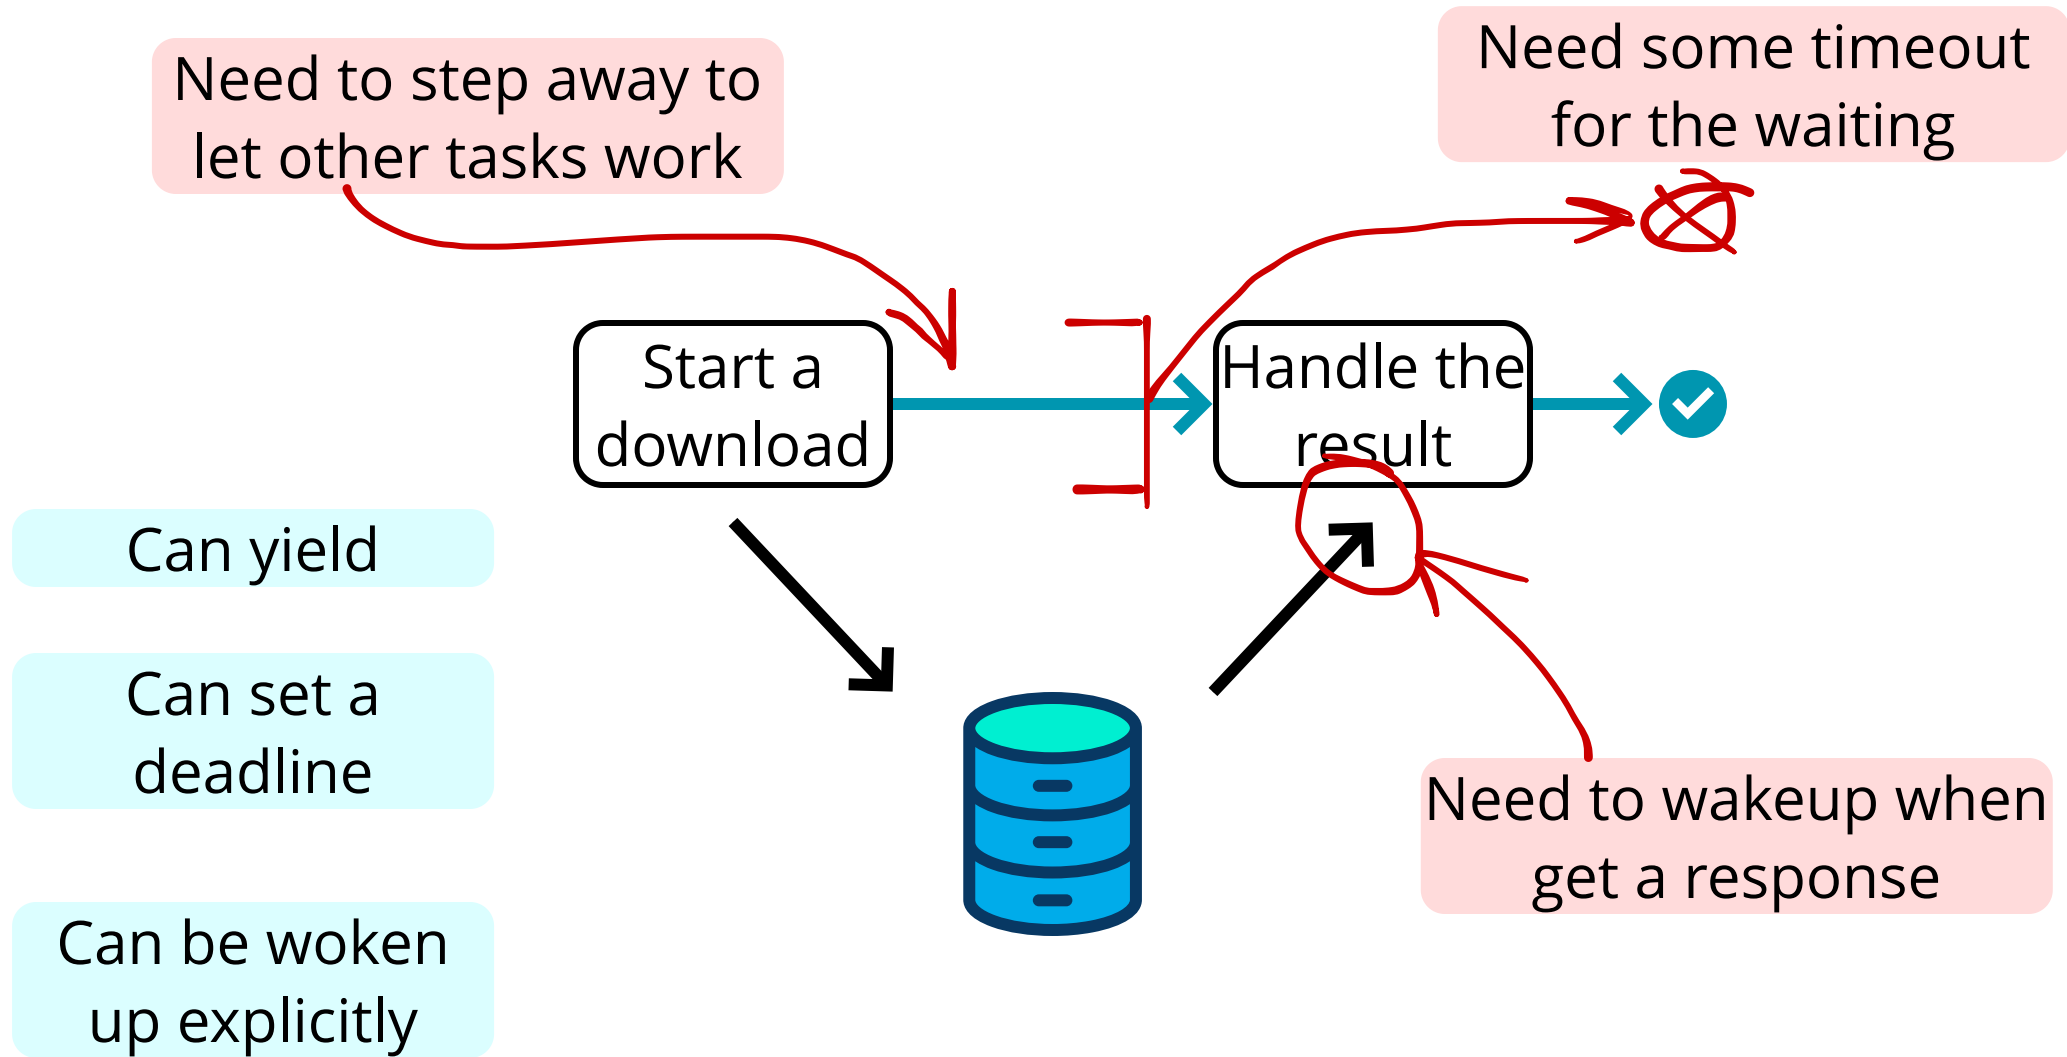 Need to step away to
let other tasks work
Need some timeout
for the waiting
Start a
download
Handle the
result
Can yield
Can set a
deadline
Can be woken
up explicitly
Need to wakeup when
get a response